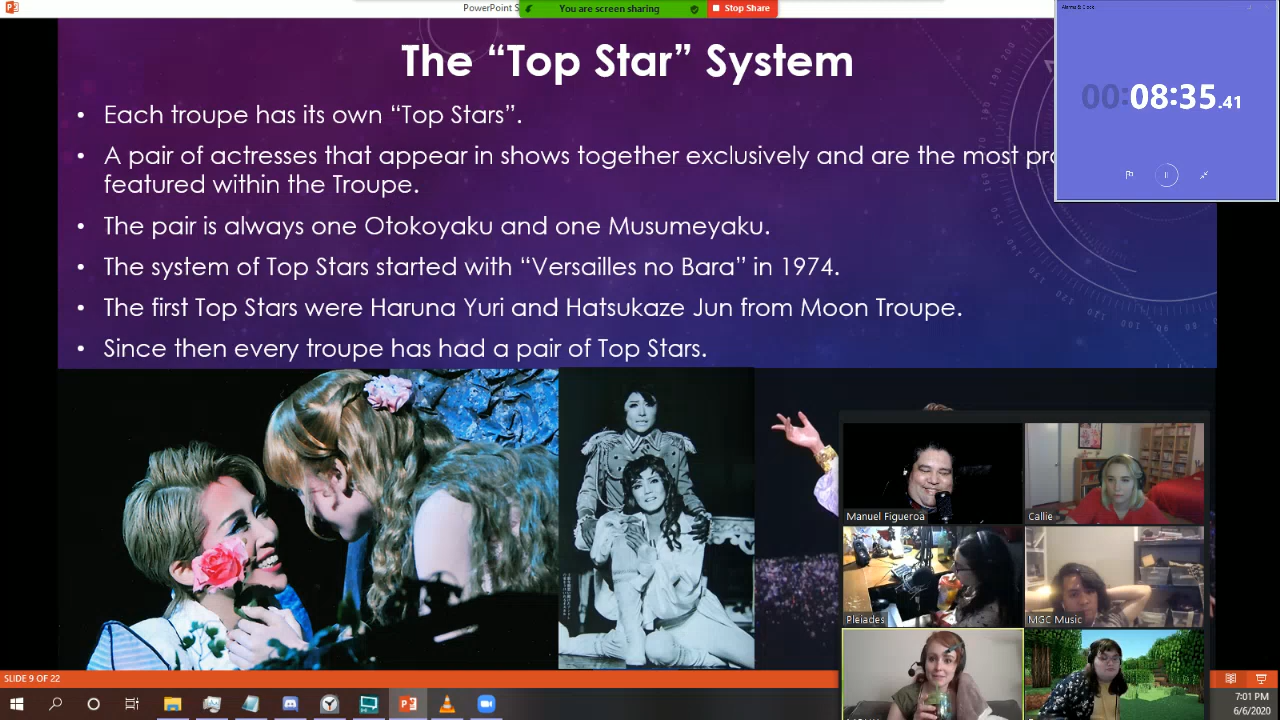 PowerPoint S
You are screen sharing
Stop Share
The “Top Star” System
00:08:35.41
• Each troupe has its own “Top Stars”.
• A pair of actresses that appear in shows together exclusively and are the most
featured within the Troupe.
• The pair is always one Otokoyaku and one Musumeyaku.
• The system of Top Stars started with “Versailles no Bara” in 1974.
• The first Top Stars were Haruna Yuri and Hatsukaze Jun from Moon Troupe.
• Since then every troupe has had a pair of Top Stars.
Manuel Figueroa
Callie
Pleiades
MGC Music
SLIDE 9 OF 22
7:01 PM
6/6/2020